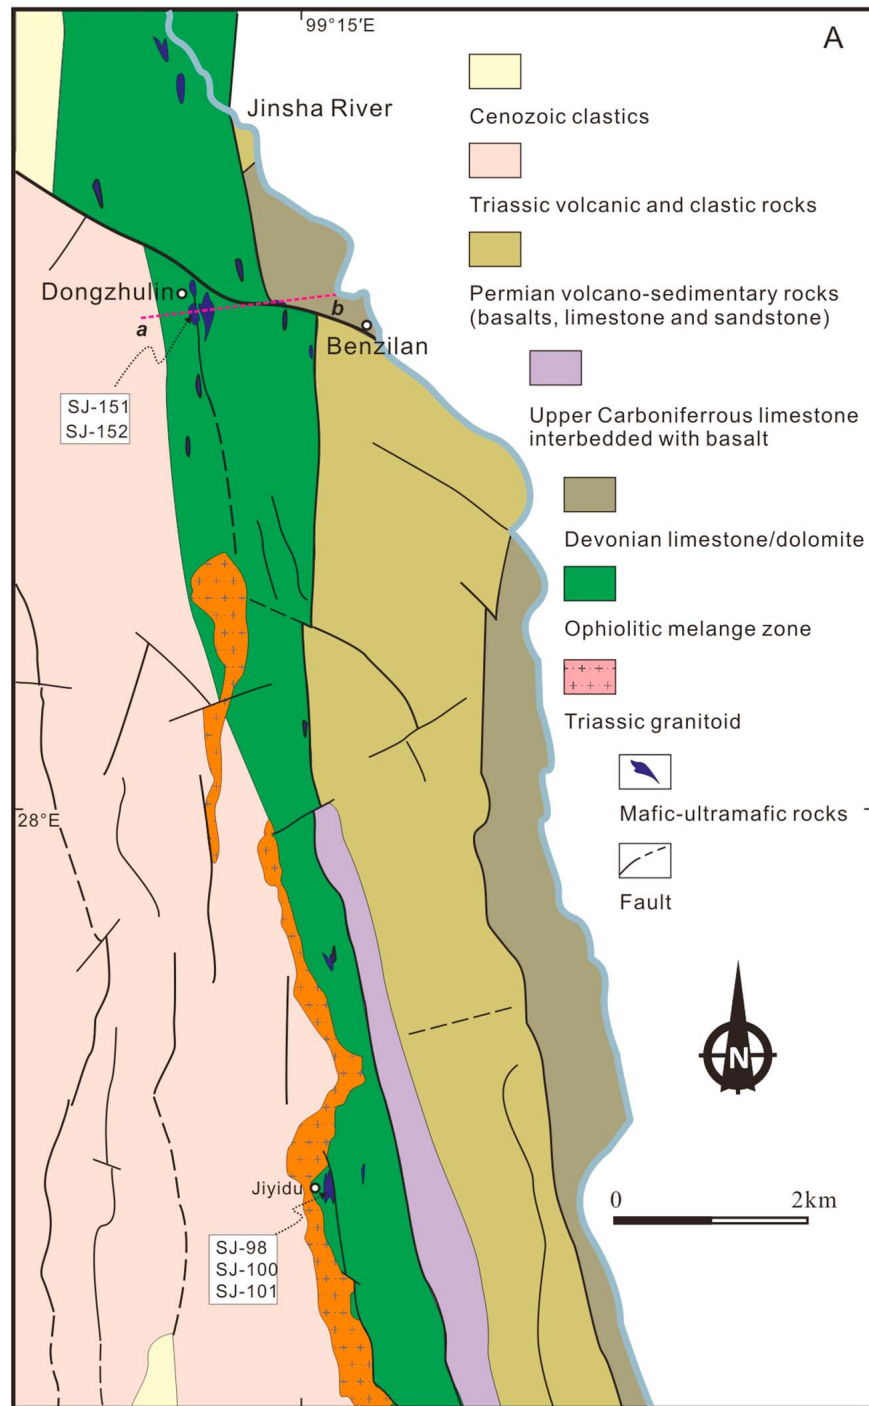 99°15′E
A
Jinsha River
Cenozoic clastics
Triassic volcanic and clastic rocks
Dongzhulin
a
b
Benzilan
Permian volcano-sedimentary rocks
(basalts, limestone and sandstone)
SJ-151
SJ-152
Upper Carboniferrous limestone
interbedded with basalt
Devonian limestone/dolomite
Ophiolitic melange zone
Triassic granitoid
28°E
Mafic-ultramafic rocks
Fault
N
Jiyidu
0
2km
SJ-98
SJ-100
SJ-101